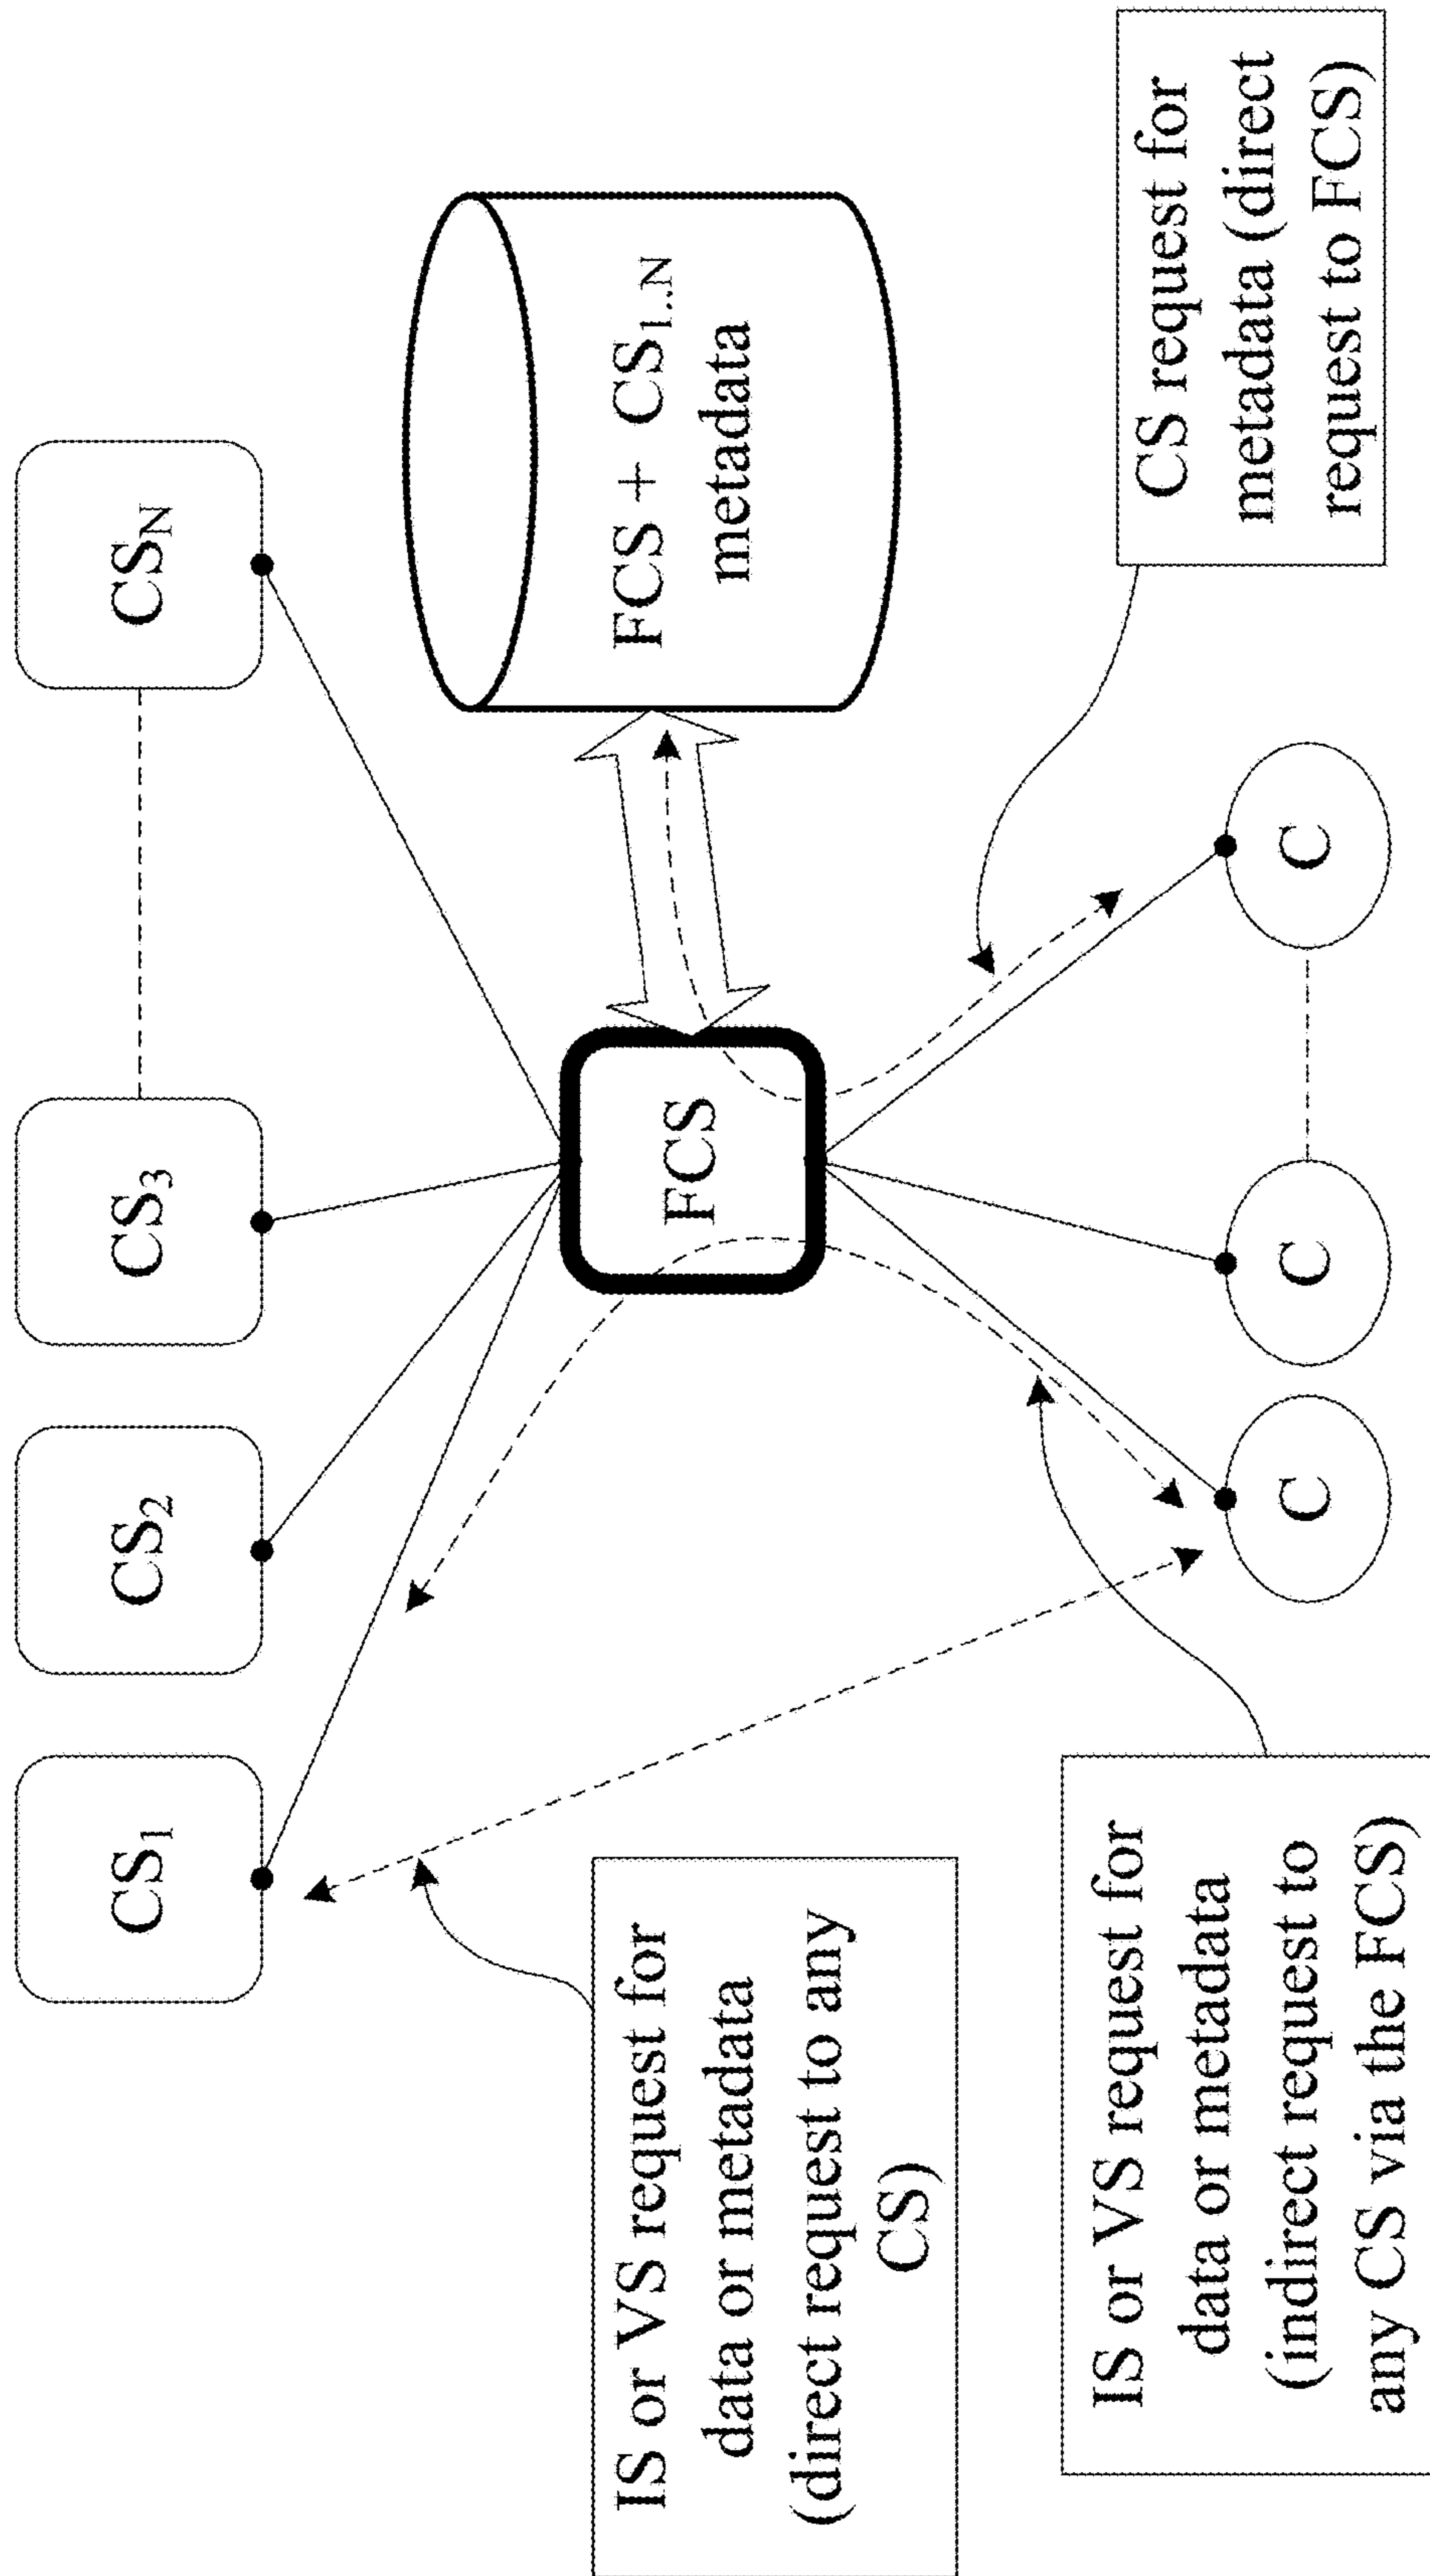 CS1
CS2
CS3
CSN
FCS
FCS + CS1..N
metadata
IS or VS request for
data or metadata
(direct request to any
CS)
IS or VS request for
data or metadata
(indirect request to
any CS via the FCS)
C
C
C
CS request for
metadata (direct
request to FCS)